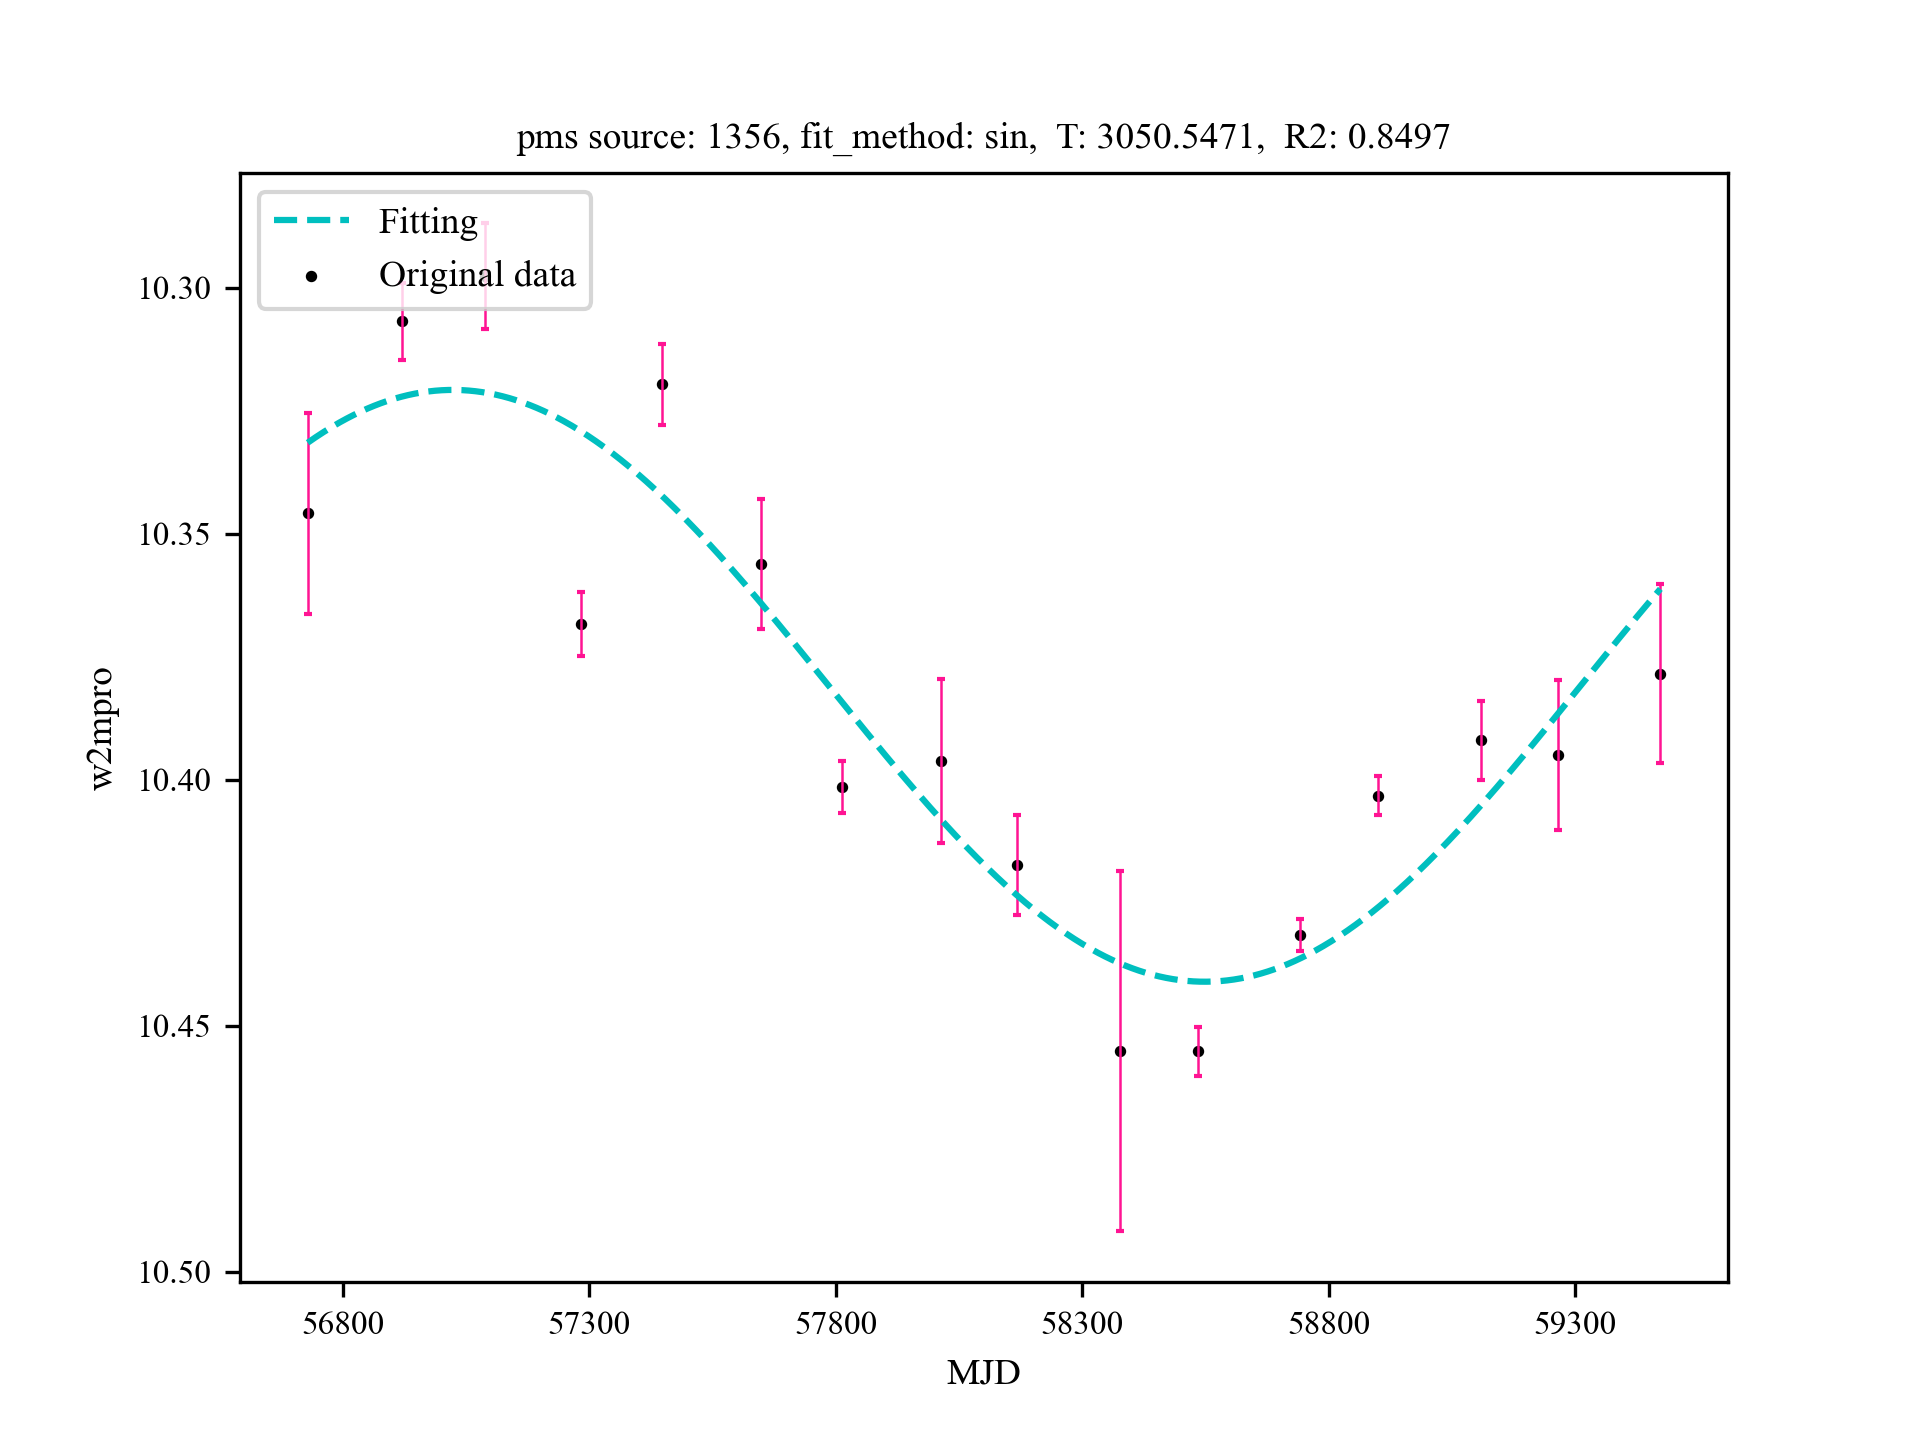 pms source: 1356, fit_method: sin,  T: 3050.5471,  R2: 0.8497
Fitting
Original data
10.30
10.35
10.40
10.45
10.50
w2mpro
56800 57300 57800 58300 58800 59300
MJD